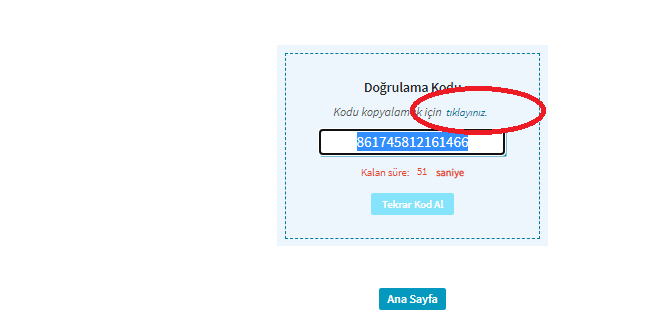 Doğrulama Kodu
Kodu kopyalamak için tıklayınız.
861745812161466
Kalan süre: 51 saniye
Tekrar Kod Al
Ana Sayfa